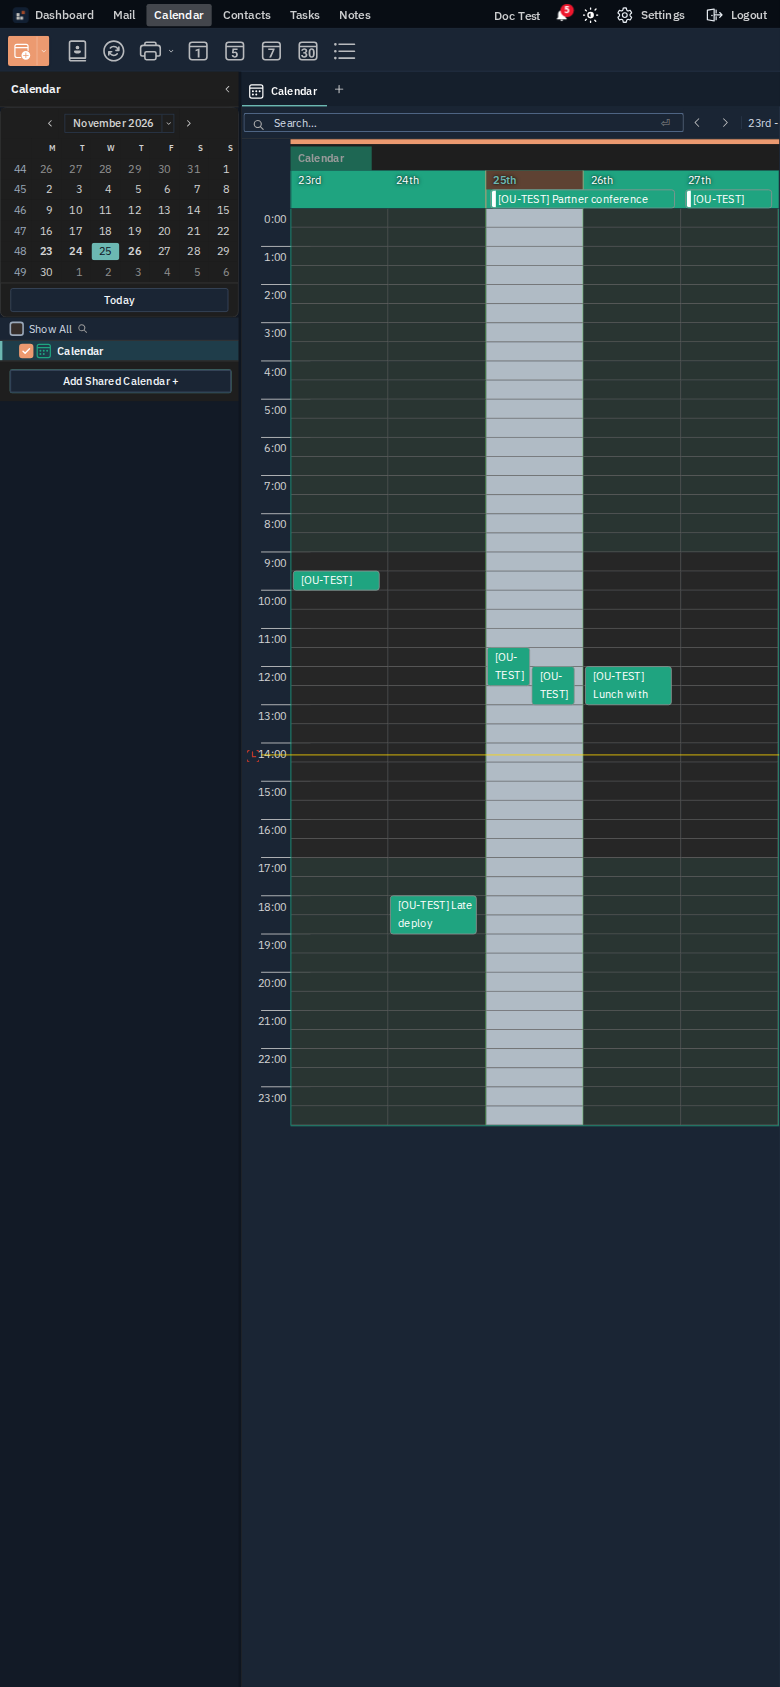 Dashboard Mail Calendar Contacts Tasks Notes Doc Test 5 Settings Logout
1 5 7 30
Calendar
November 2026
M T W T F S S
44 26 27 28 29 30 31 1
45 2 3 4 5 6 7 8
46 9 10 11 12 13 14 15
47 16 17 18 19 20 21 22
48 23 24 25 26 27 28 29
49 30 1 2 3 4 5 6
Today
Show All
Calendar
Add Shared Calendar +
Calendar +
Search...
23rd -
Calendar
23rd 24th 25th 26th 27th
[OU-TEST] Partner conference [OU-TEST]
0:00
1:00
2:00
3:00
4:00
5:00
6:00
7:00
8:00
9:00
[OU-TEST]
10:00
11:00
[OU-
TEST]
12:00
[OU-
TEST]
[OU-TEST]
Lunch with
13:00
14:00
15:00
16:00
17:00
18:00
[OU-TEST] Late
deploy
19:00
20:00
21:00
22:00
23:00